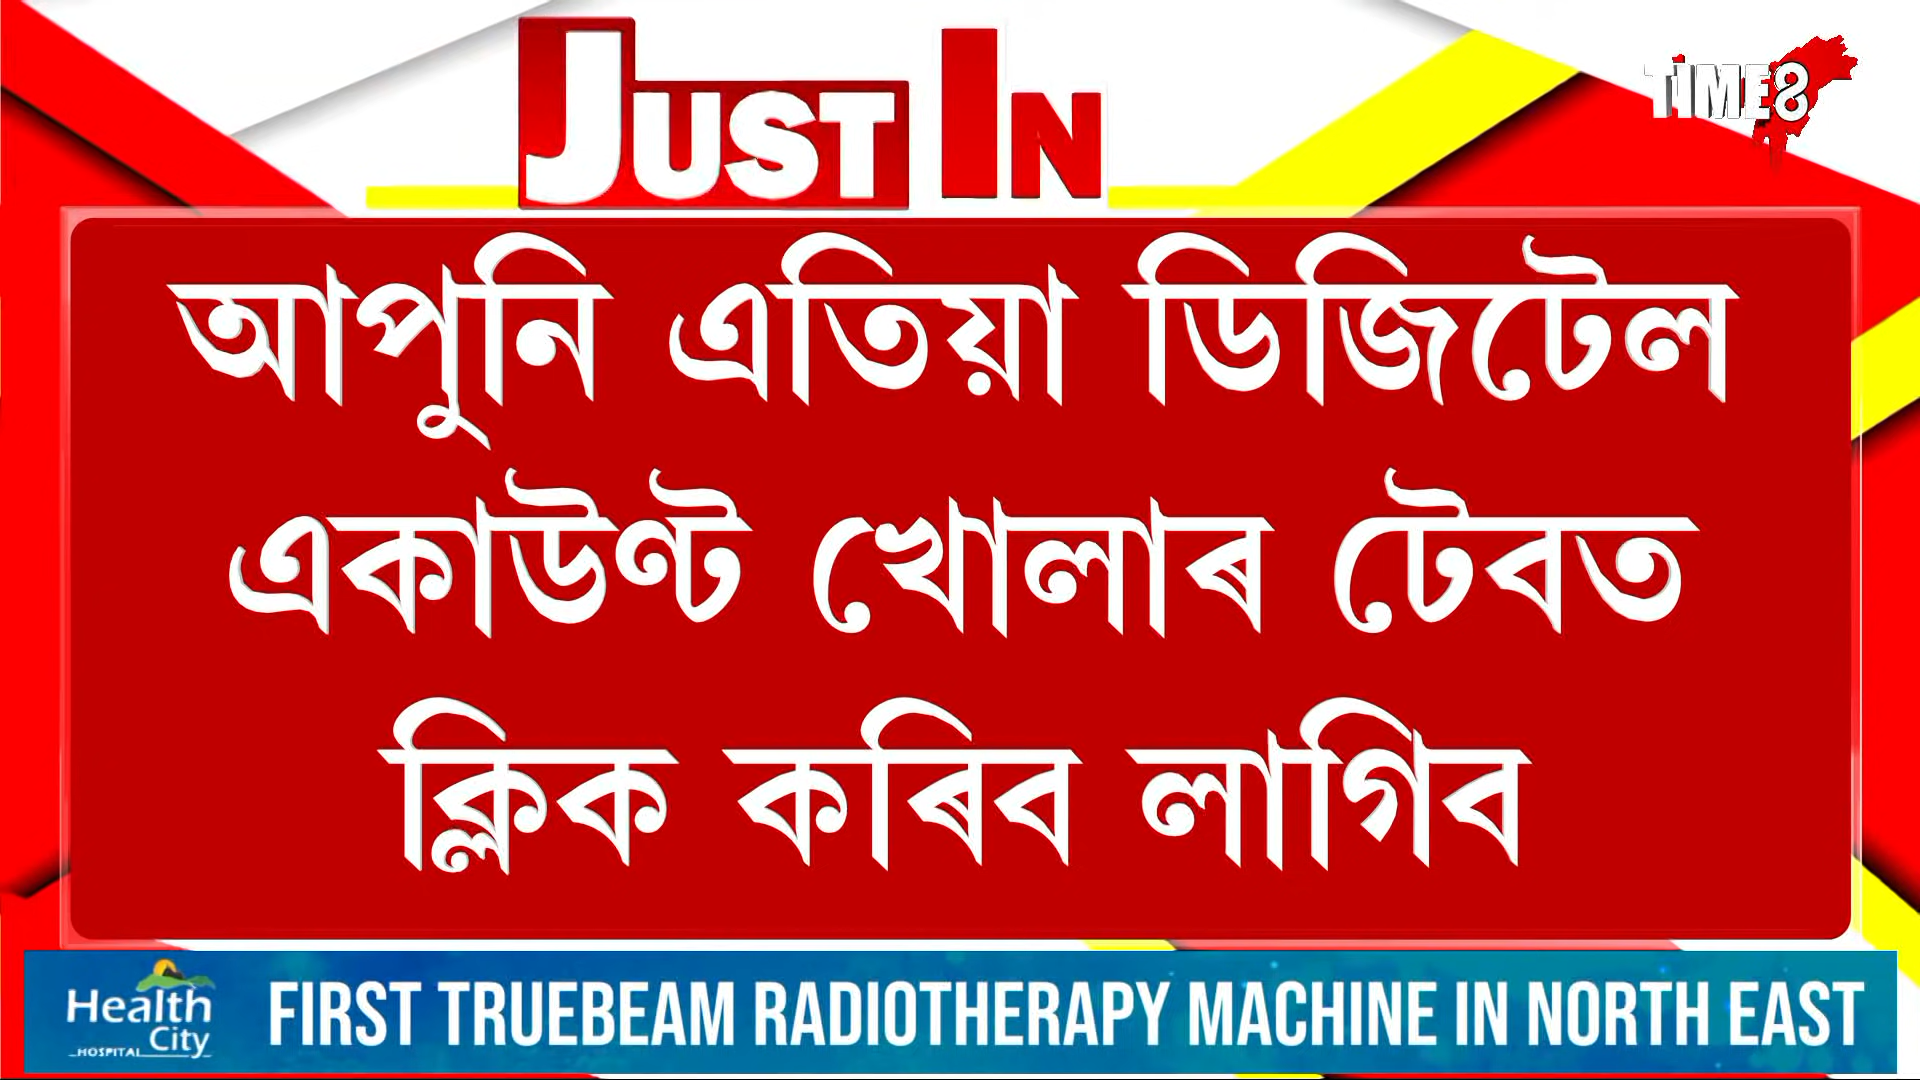 JUST IN
TIME8
আপুনি এতিয়া ডিজিটেল
একাউণ্ট খোলাৰ টেবত
ক্লিক কৰিব লাগিব
Health
City
HOSPITAL
FIRST TRUEBEAM RADIOTHERAPY MACHINE IN NORTH EAST